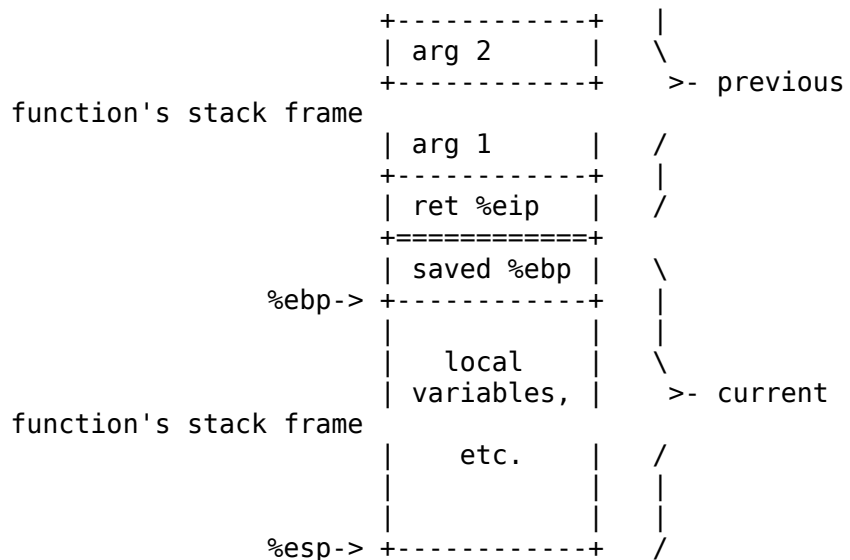 +------------+   |
                       | arg 2      |   \
                       +------------+    >- previous
function's stack frame
                       | arg 1      |   /
                       +------------+   |
                       | ret %eip   |   /
                       +============+
                       | saved %ebp |   \
                %ebp-> +------------+   |
                       |            |   |
                       |   local    |   \
                       | variables, |    >- current
function's stack frame
                       |    etc.    |   /
                       |            |   |
                       |            |   |
                %esp-> +------------+   /